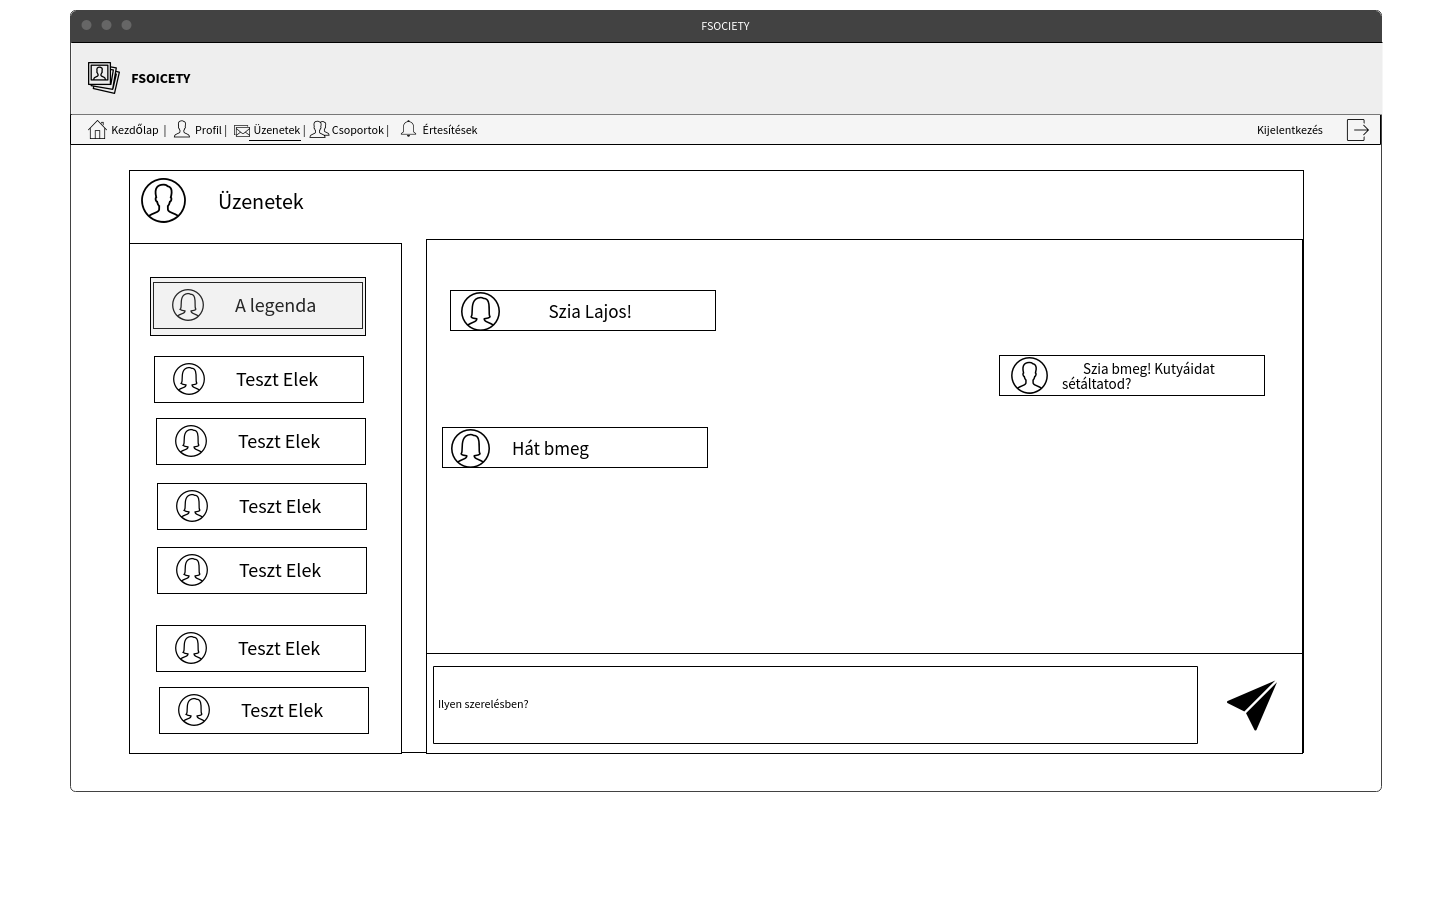 FSOCIETY
FSOICETY
Kezdőlap | Profil | Üzenetek | Csoportok | Értesítések Kijelentkezés
Üzenetek
A legenda
Teszt Elek
Teszt Elek
Teszt Elek
Teszt Elek
Teszt Elek
Teszt Elek
Szia Lajos!
Szia bmeg! Kutyáidat
sétáltatod?
Hát bmeg
Ilyen szerelésben?